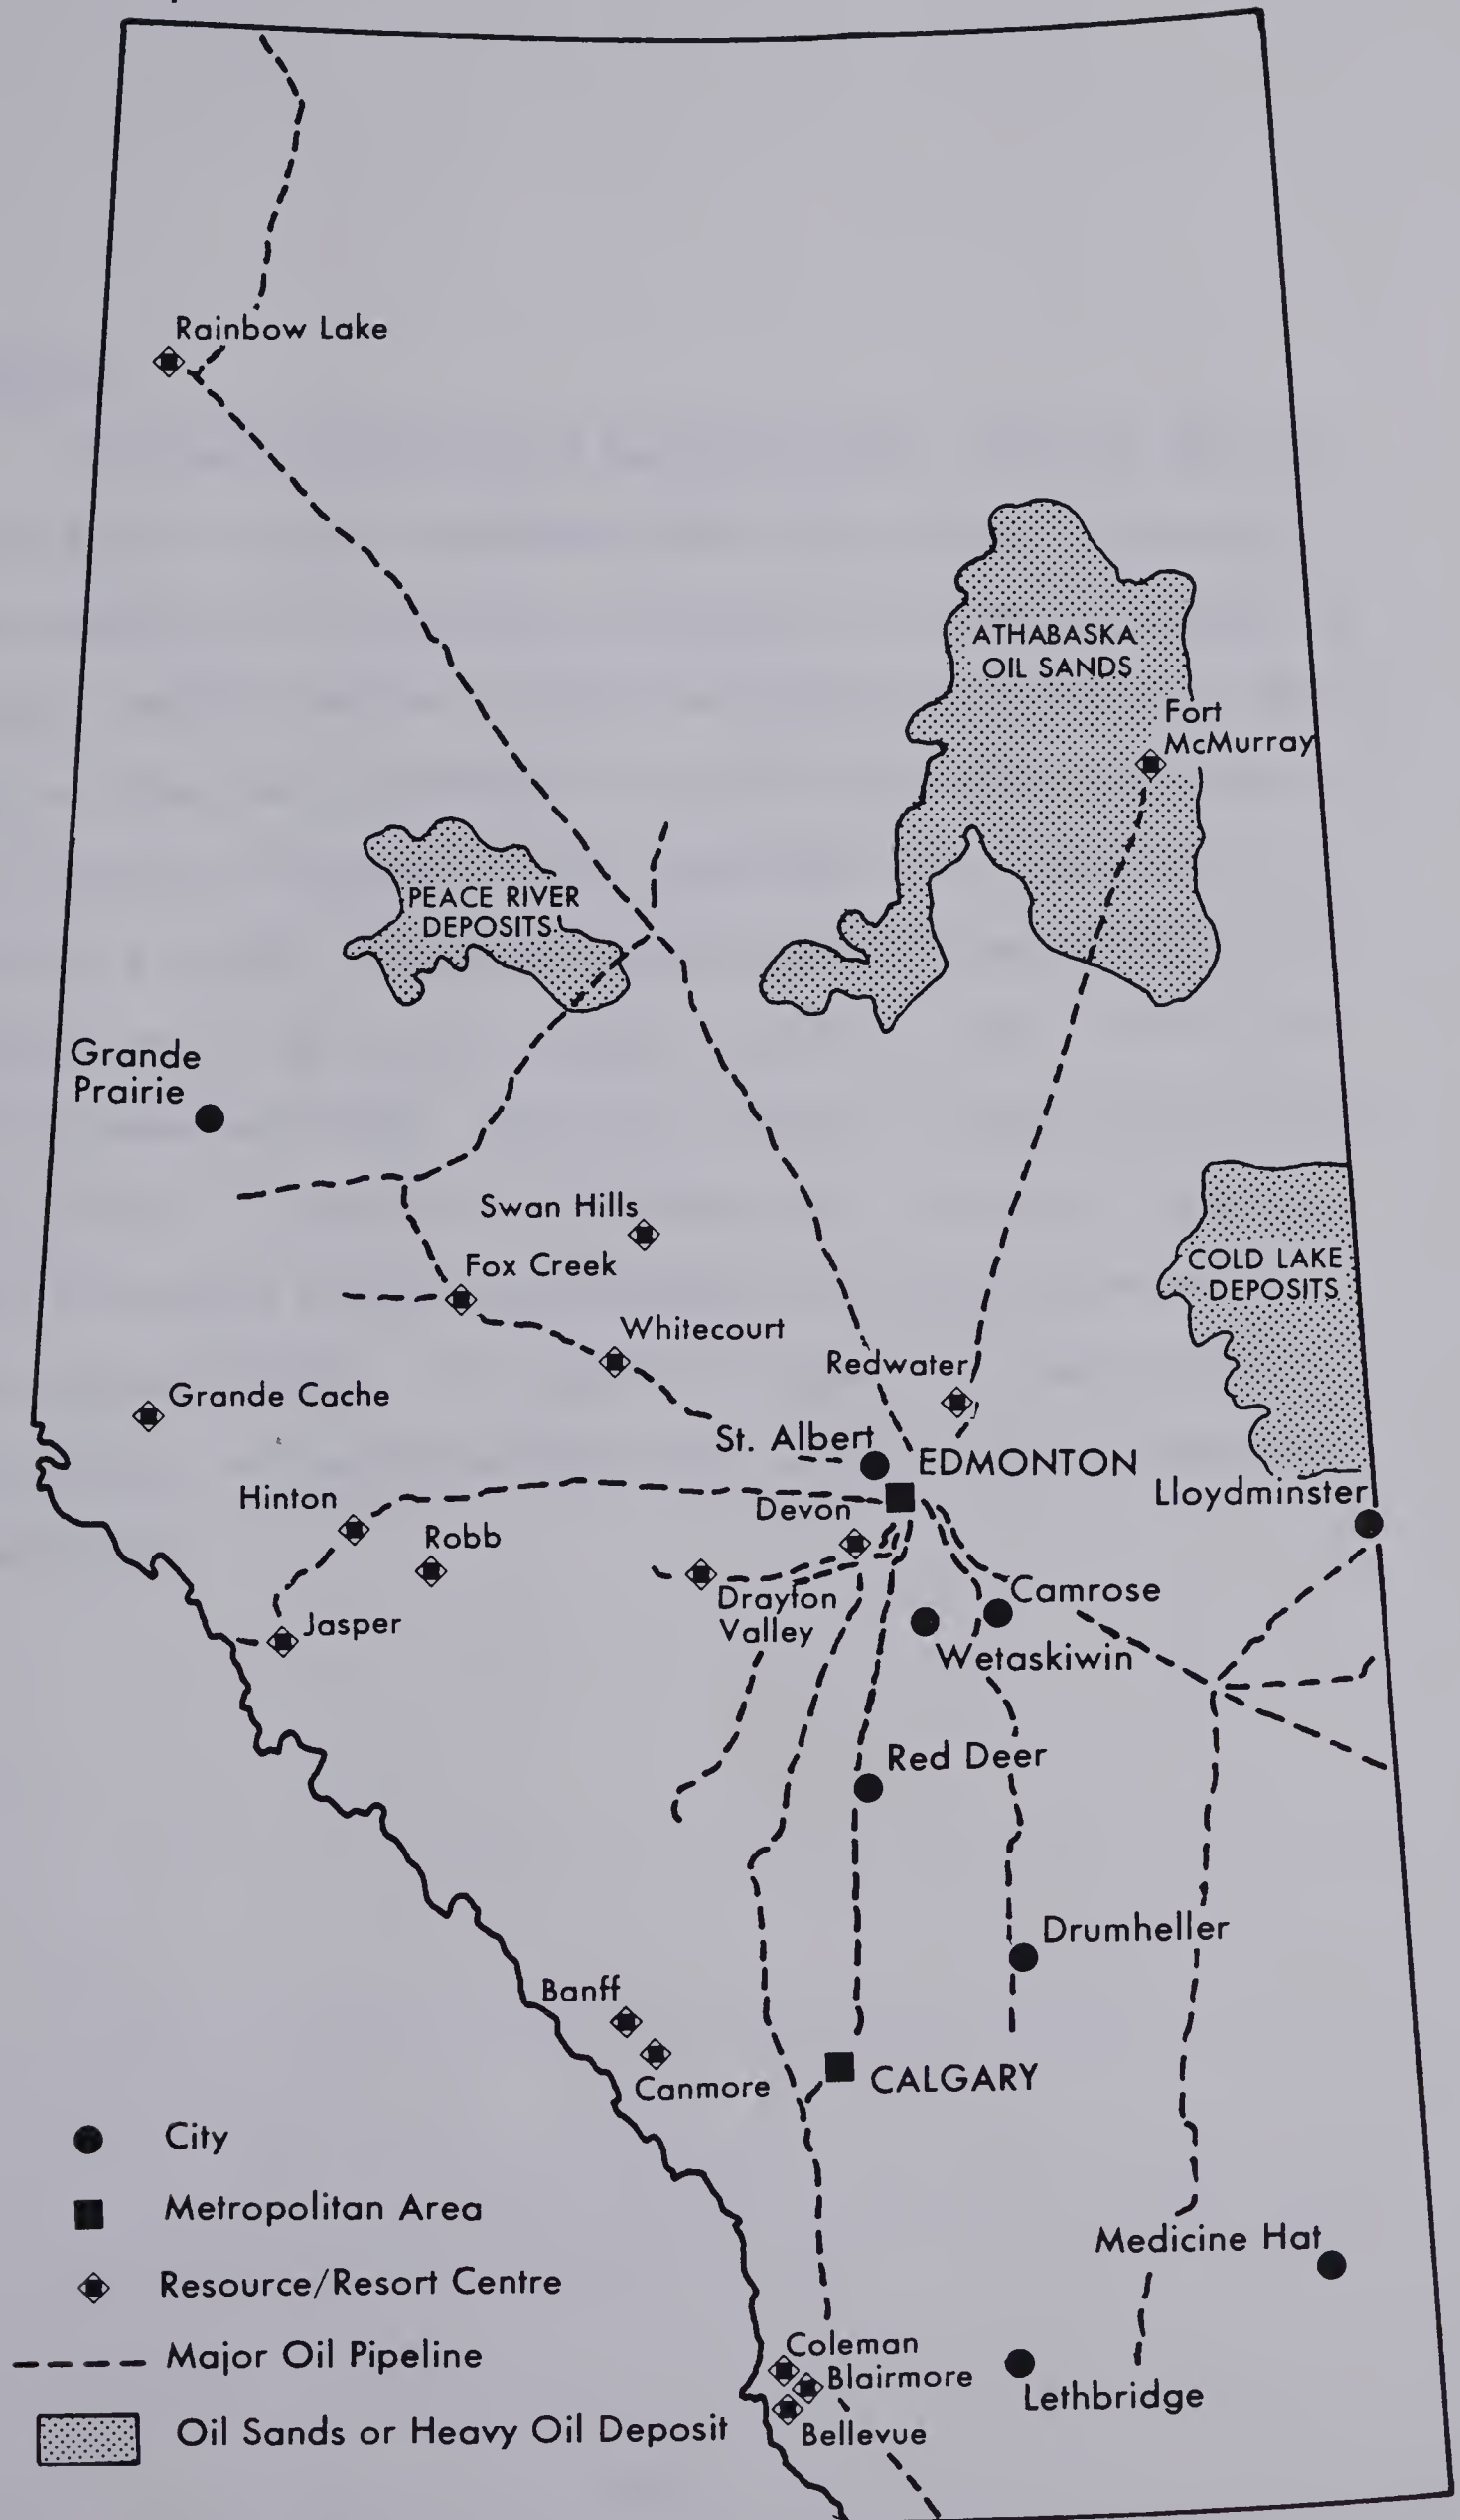 Rainbow Lake
ATHABASKA
OIL SANDS
Fort
McMurray
PEACE RIVER
DEPOSITS
Grande
Prairie
Swan Hills
COLD LAKE
DEPOSITS
Fox Creek
Whitecourt
Redwater
Grande Cache
St. Albert
EDMONTON
Lloydminster
Hinton
Devon
Robb
Camrose
Drayton
Valley
Jasper
Wetaskiwin
Red Deer
Drumheller
Banff
Canmore
CALGARY
City
Metropolitan Area
Medicine Hat
Resource/Resort Centre
Coleman
Major Oil Pipeline
Blairmore
Lethbridge
Oil Sands or Heavy Oil Deposit
Bellevue